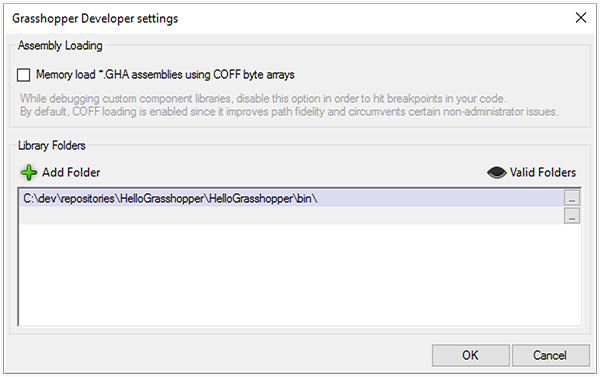 Grasshopper Developer settings
Assembly Loading
Memory load *.GHA assemblies using COFF byte arrays
While debugging custom component libraries, disable this option in order to hit breakpoints in your code.
By default, COFF loading is enabled since it improves path fidelity and circumvents certain non-administrator issues.
Library Folders
Add Folder
Valid Folders
C:\dev\repositories\HelloGrasshopper\HelloGrasshopper\bin\
...
...
OK
Cancel